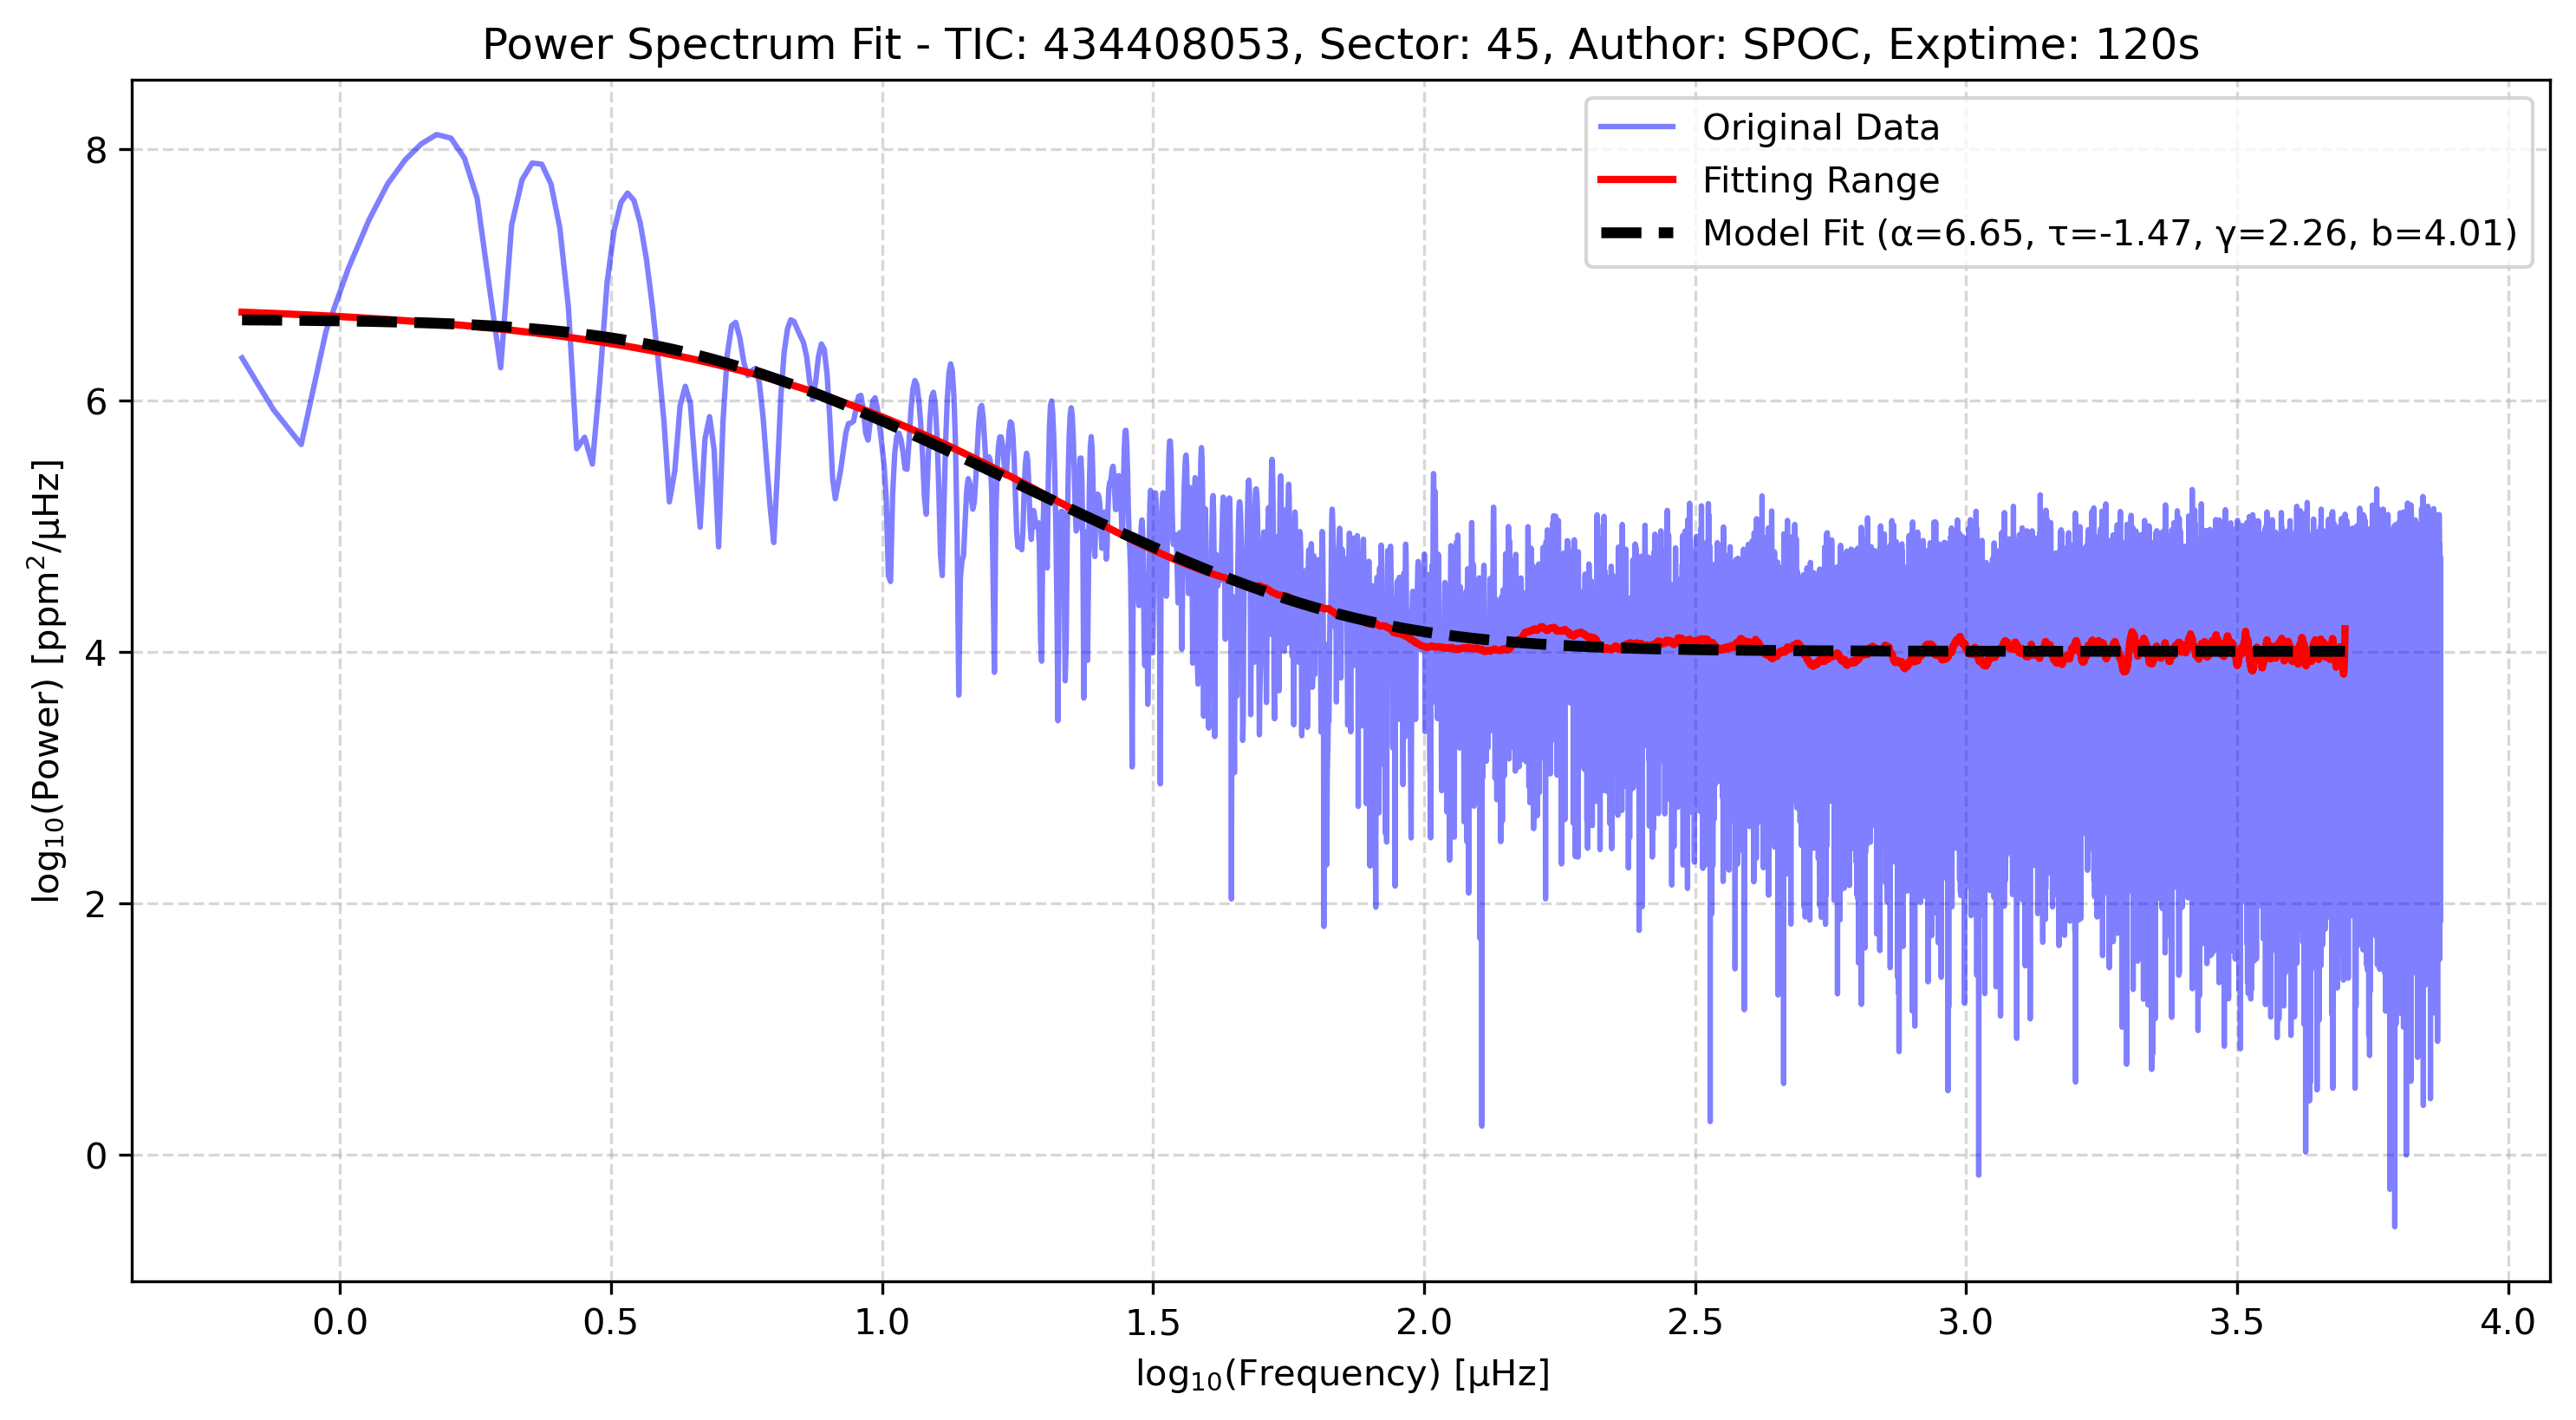 Power Spectrum Fit - TIC: 434408053, Sector: 45, Author: SPOC, Exptime: 120s
Original Data
Fitting Range
Model Fit (α=6.65, τ=-1.47, γ=2.26, b=4.01)
log₁₀(Power) [ppm²/μHz]
8
6
4
2
0
0.0 0.5 1.0 1.5 2.0 2.5 3.0 3.5 4.0
log₁₀(Frequency) [μHz]